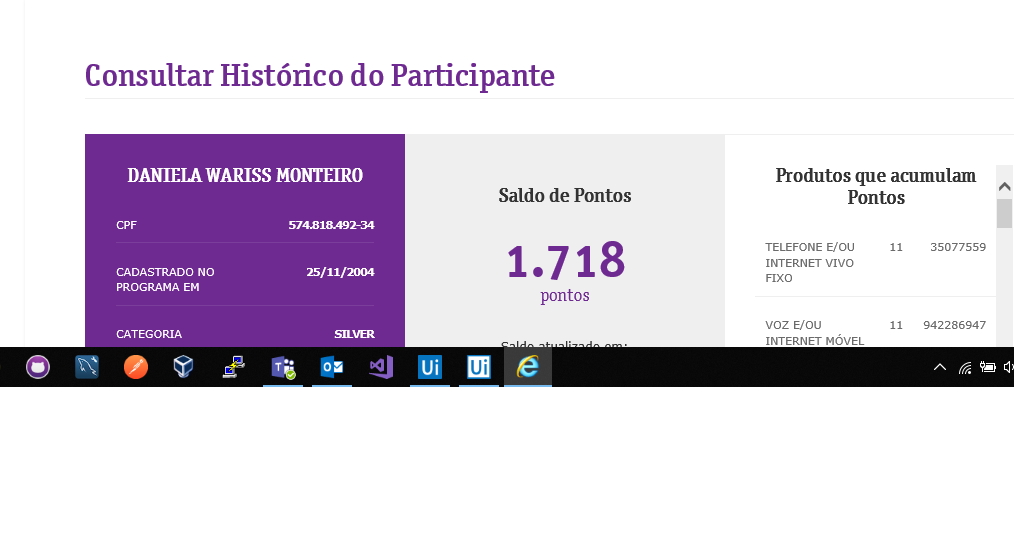 Consultar Histórico do Participante
DANIELA WARISS MONTEIRO
CPF 574.818.492-34
CADASTRADO NO 25/11/2004
PROGRAMA EM
CATEGORIA SILVER
Saldo de Pontos
1.718
pontos
Saldo atualizado em:
Produtos que acumulam
Pontos
TELEFONE E/OU 11 35077559
INTERNET VIVO
FIXO
VOZ E/OU 11 942286947
INTERNET MÓVEL
Ui
Ui